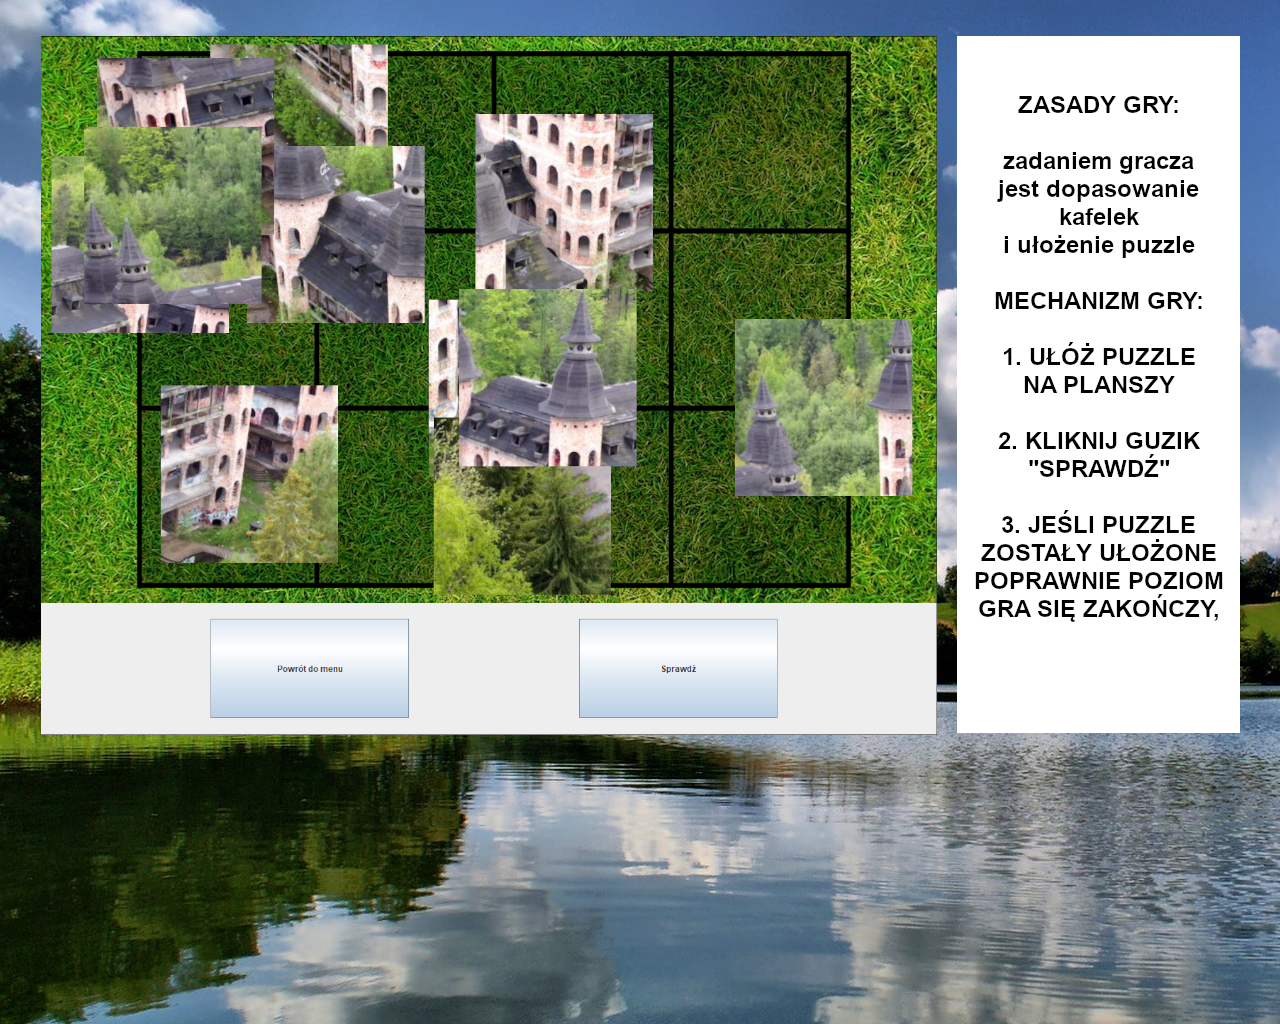 ZASADY GRY:
zadaniem gracza
jest dopasowanie
kafelek
i ułożenie puzzle
MECHANIZM GRY:
1. UŁÓŻ PUZZLE
NA PLANSZY
2. KLIKNIJ GUZIK
"SPRAWDŹ"
3. JEŚLI PUZZLE
ZOSTAŁY UŁOŻONE
POPRAWNIE POZIOM
GRA SIĘ ZAKOŃCZY,
Powrót do menu
Sprawdź